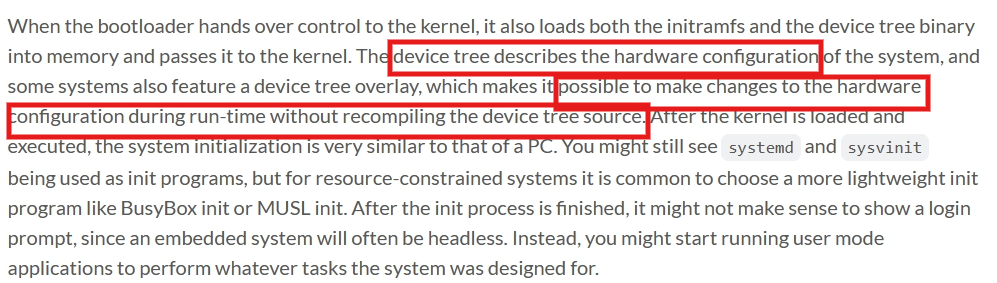 When the bootloader hands over control to the kernel, it also loads both the initramfs and the device tree binary
into memory and passes it to the kernel. The device tree describes the hardware configuration of the system, and
some systems also feature a device tree overlay, which makes it possible to make changes to the hardware
configuration during run-time without recompiling the device tree source. After the kernel is loaded and
executed, the system initialization is very similar to that of a PC. You might still see systemd and sysvinit
being used as init programs, but for resource-constrained systems it is common to choose a more lightweight init
program like BusyBox init or MUSL init. After the init process is finished, it might not make sense to show a login
prompt, since an embedded system will often be headless. Instead, you might start running user mode
applications to perform whatever tasks the system was designed for.